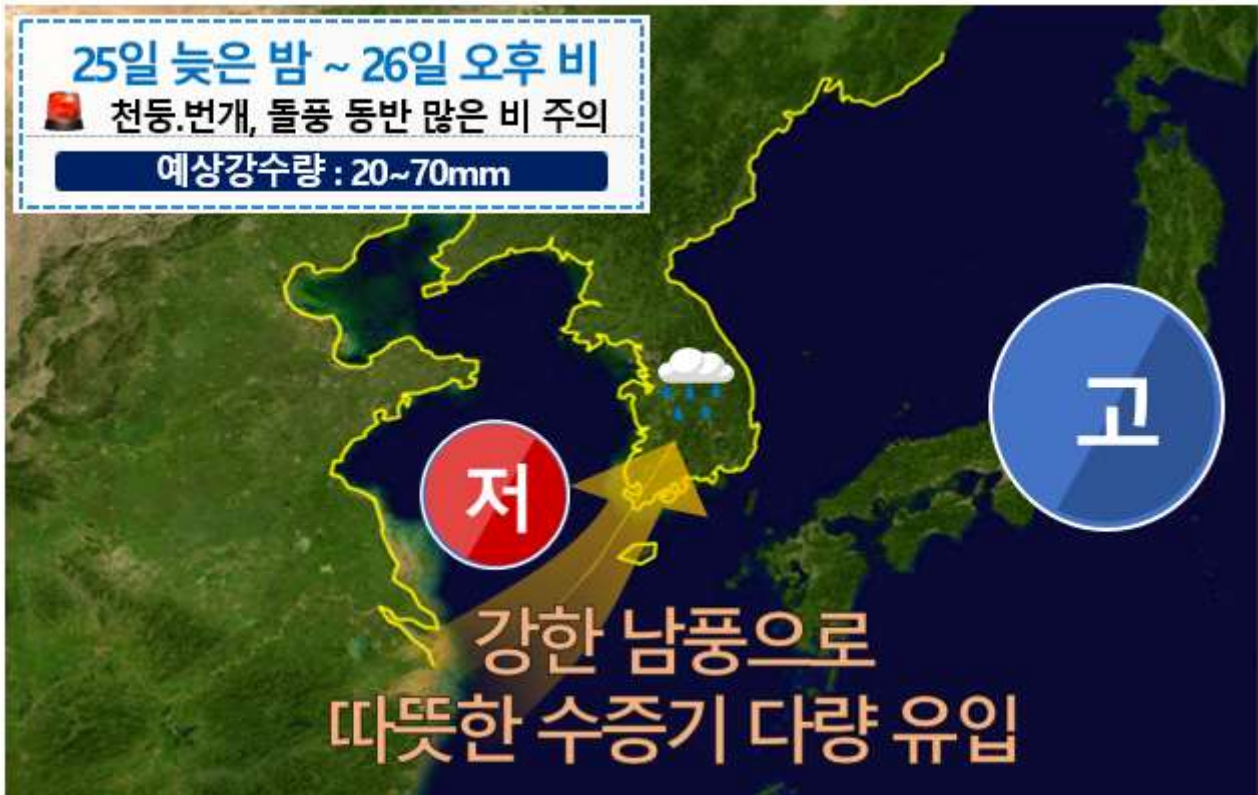 25일 늦은 밤 ~ 26일 오후 비
천둥.번개, 돌풍 동반 많은 비 주의
예상강수량 : 20~70mm
고
저
강한 남풍으로
따뜻한 수증기 다량 유입